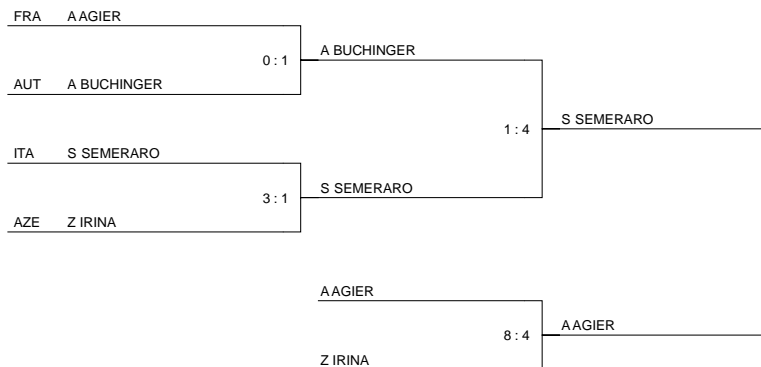 FRA A AGIER
0 : 1 A BUCHINGER
AUT A BUCHINGER
1 : 4 S SEMERARO
ITA S SEMERARO
3 : 1 S SEMERARO
AZE Z IRINA
A AGIER
8 : 4 A AGIER
Z IRINA